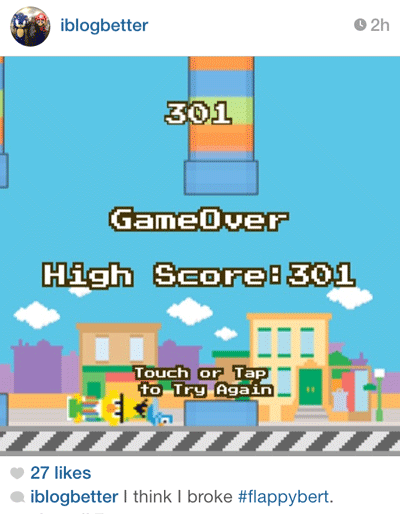 iblogbetter
2h
301
GameOver
High Score:301
Touch or Tap
to Try Again
27 likes
iblogbetter I think I broke #flappybert.